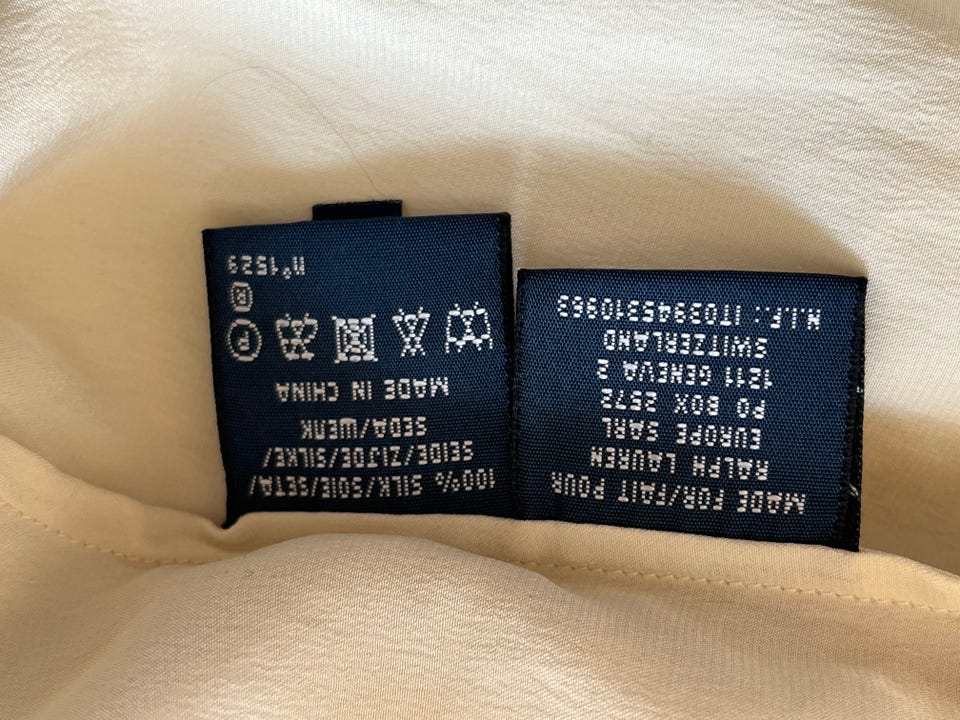 MADE FOR/FAIT POUR
RALPH LAUREN
EUROPE SARL
PO BOX 2572
1211 GENEVA 2
SWITZERLAND
N.I.F.: IT03945310963
100% SILK/SOIE/SETA/
SEIDE/ZIJDE/SILKE/
SEDA/ШЕЛК
MADE IN CHINA
P
®
n°1529